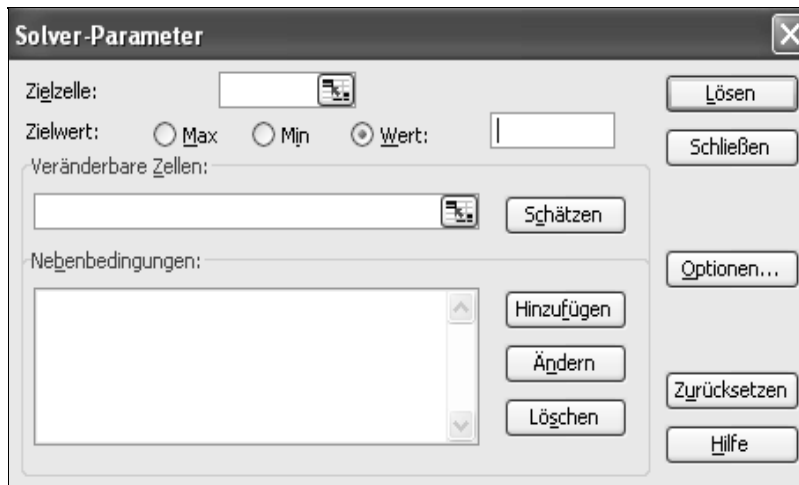 Solver-Parameter
Zielzelle:
Lösen
Zielwert: Max Min Wert:
Schließen
Veränderbare Zellen:
Schätzen
Nebenbedingungen:
Optionen...
Hinzufügen
Ändern
Zurücksetzen
Löschen
Hilfe